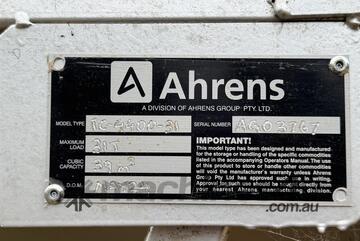 Ahrens
A DIVISION OF AHRENS GROUP PTY. LTD.
MODEL TYPE
SERIAL NUMBER
MAXIMUM LOAD 31T
CUBIC CAPACITY 39m³
D.O.M.
IMPORTANT!
This model type has been designed and manufactured
for the storage or handling of the specific commodities
listed in the accompanying Operators Manual. The use
of this product to store or handle other commodities
will void the manufacturer's warranty unless Ahrens
Group Pty Ltd has approved such use in writing.
Approval for such use should be sought directly from
your nearest Ahrens, manufacturing division.
.com.au